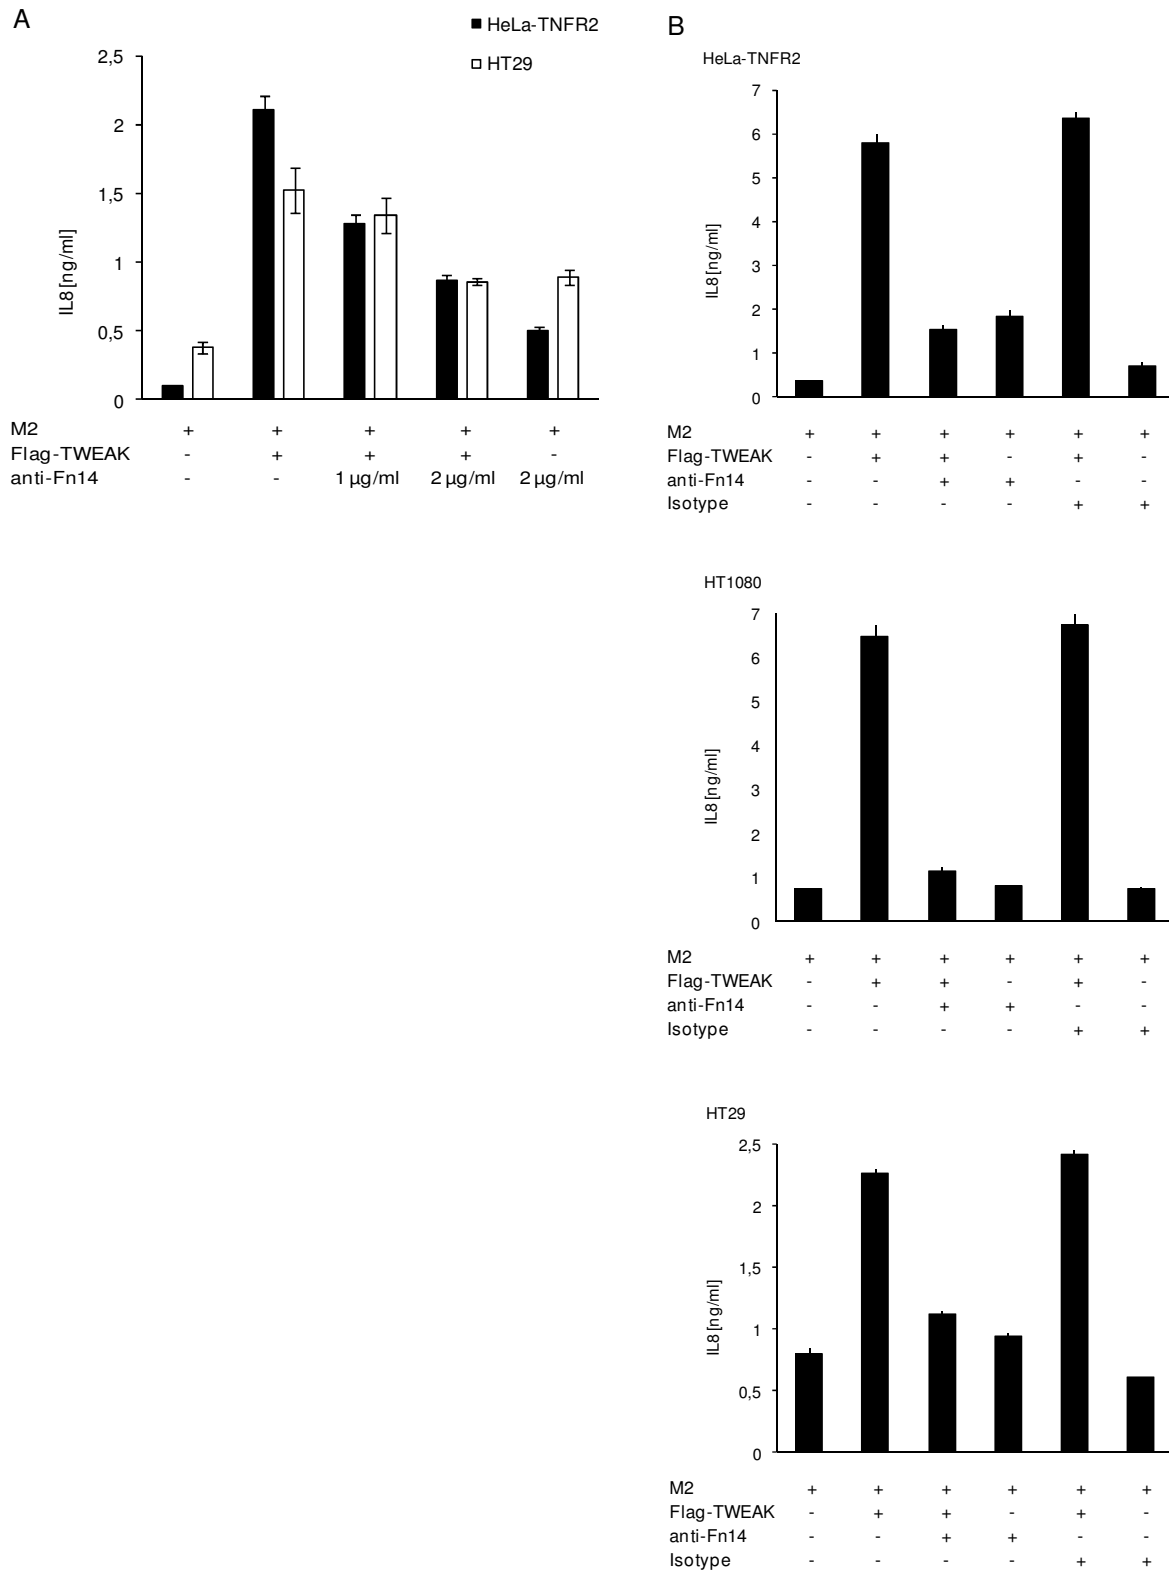 A
HeLa-TNFR2
HT29
2,5
2
1,5
1
0,5
0
IL8 [ng/ml]
M2 + + + + +
Flag-TWEAK - + + + -
anti-Fn14 - - 1 µg/ml 2 µg/ml 2 µg/ml
B
HeLa-TNFR2
7
6
5
4
3
2
1
0
IL8 [ng/ml]
M2 + + + + + +
Flag-TWEAK - + + - + -
anti-Fn14 - - + + - -
Isotype - - - - + +
HT1080
7
6
5
4
3
2
1
0
IL8 [ng/ml]
M2 + + + + + +
Flag-TWEAK - + + - + -
anti-Fn14 - - + + - -
Isotype - - - - + +
HT29
2,5
2
1,5
1
0,5
0
IL8 [ng/ml]
M2 + + + + + +
Flag-TWEAK - + + - + -
anti-Fn14 - - + + - -
Isotype - - - - + +